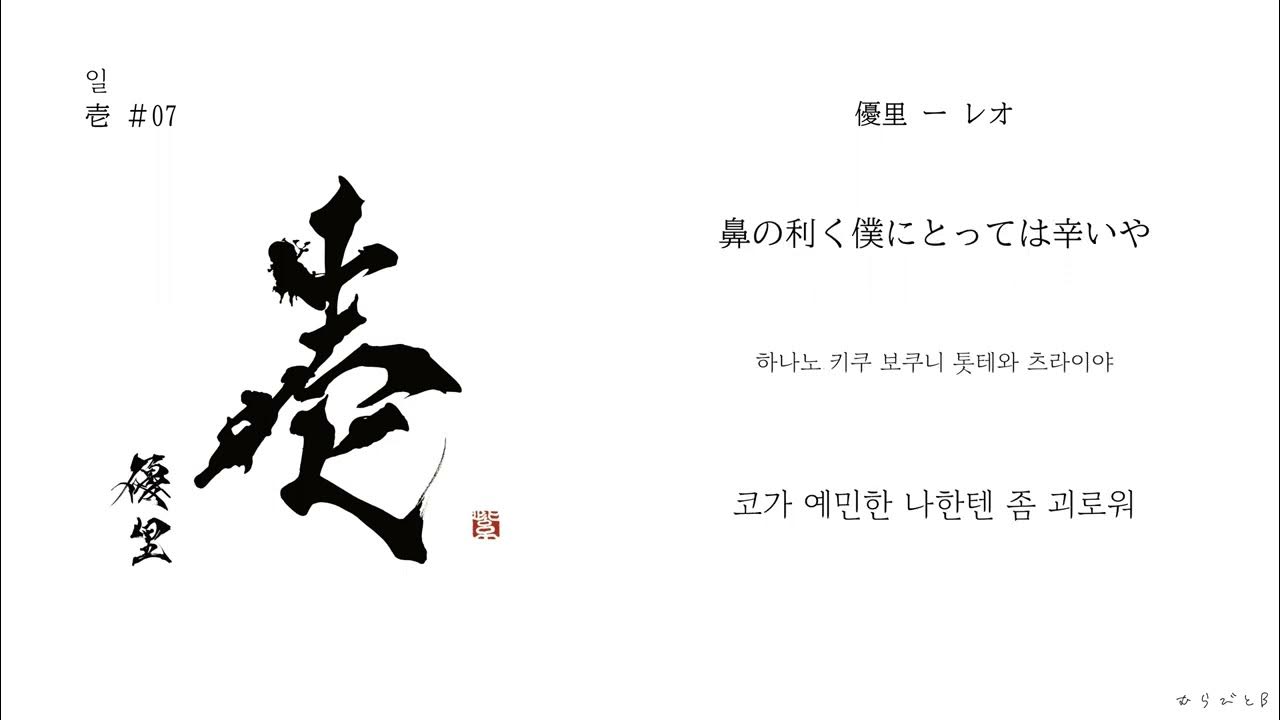 일
壱 #07
優里 ー レオ
鼻の利く僕にとっては辛いや
하나노 키쿠 보쿠니 톳테와 츠라이야
코가 예민한 나한텐 좀 괴로워
壱
優里
むらびとB